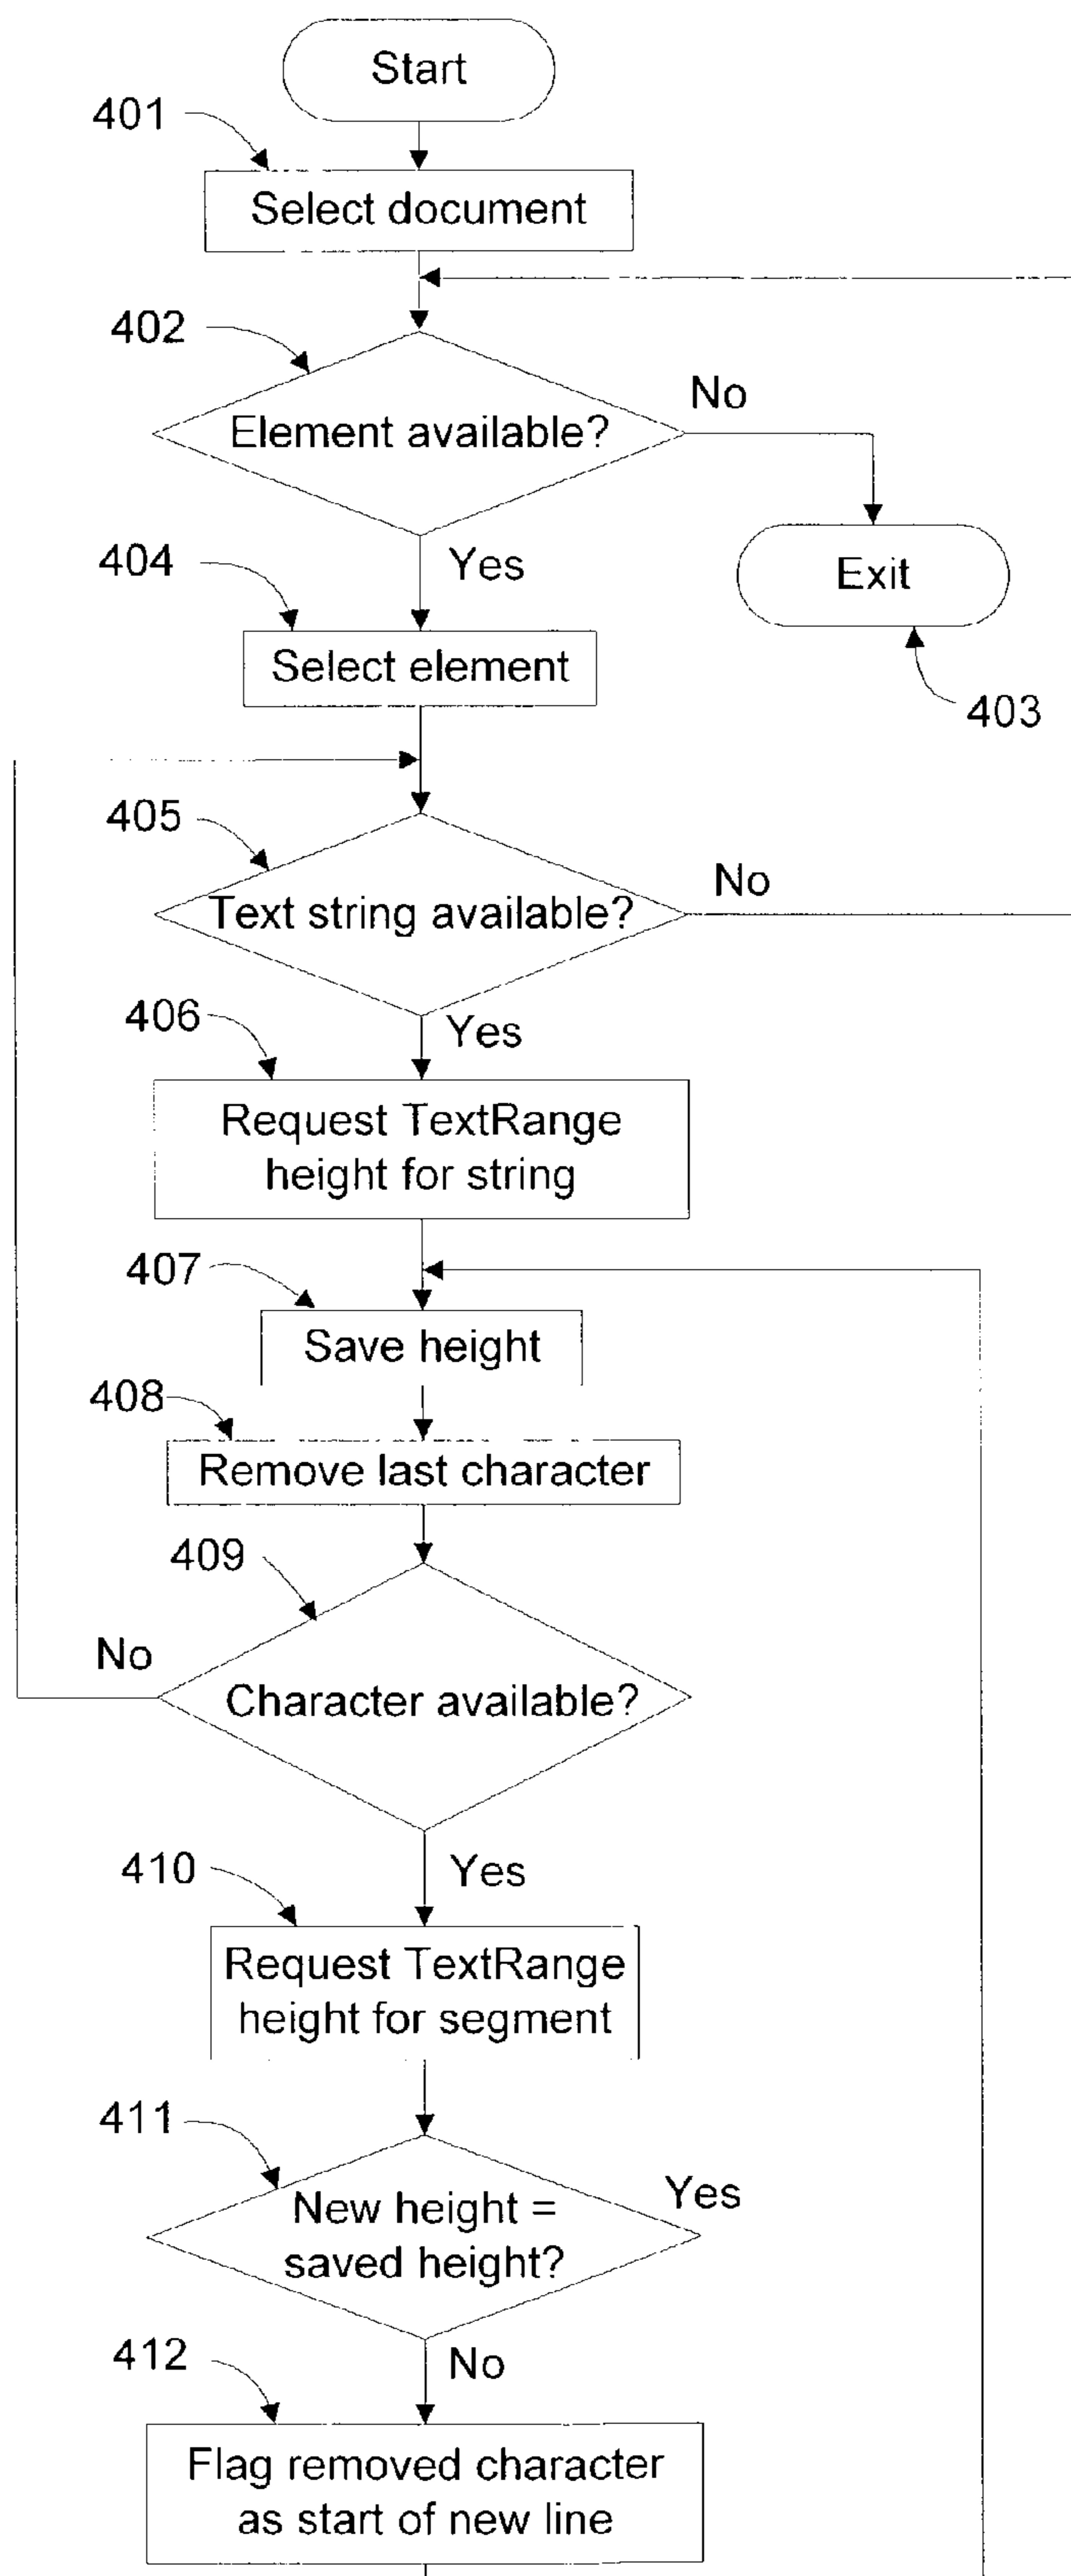 Start
401
Select document
402
Element available?
No
404
Yes
Exit
Select element
403
405
Text string available?
No
406
Yes
Request TextRange
height for string
407
Save height
408
Remove last character
409
No
Character available?
410
Yes
Request TextRange
height for segment
411
Yes
New height =
saved height?
412
No
Flag removed character
as start of new line